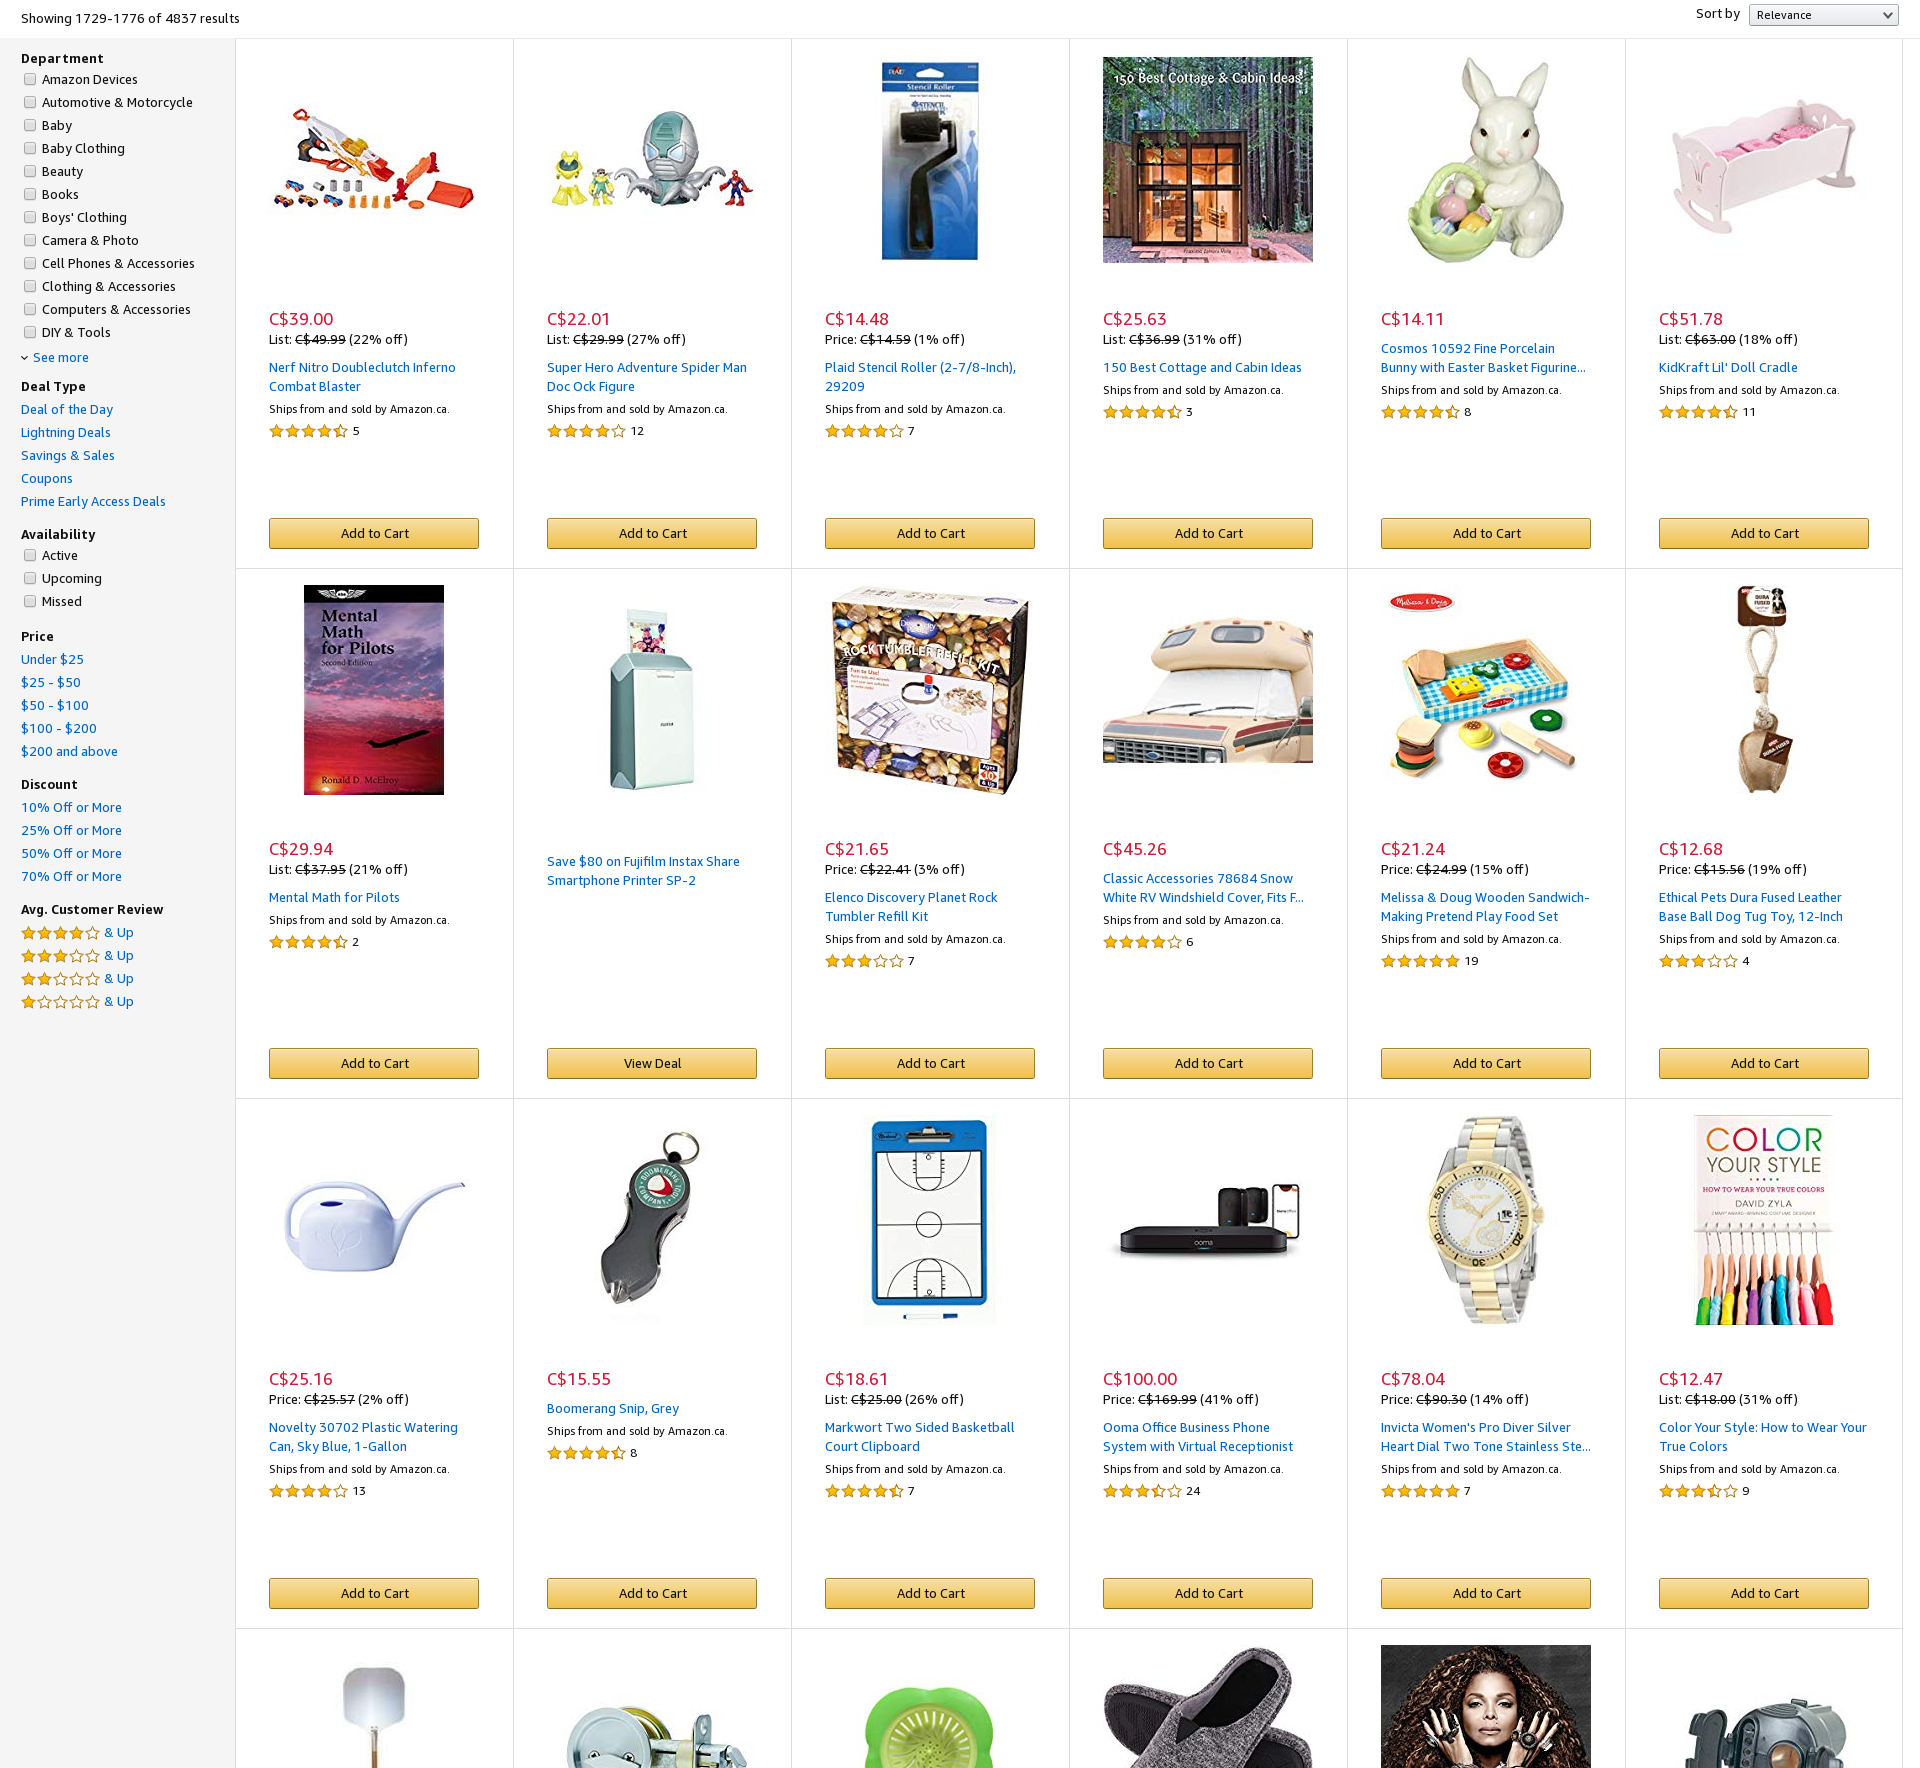 Showing 1729-1776 of 4837 results
Sort by Relevance
Department
Amazon Devices
Automotive & Motorcycle
Baby
Baby Clothing
Beauty
Books
Boys' Clothing
Camera & Photo
Cell Phones & Accessories
Clothing & Accessories
Computers & Accessories
DIY & Tools
See more
Deal Type
Deal of the Day
Lightning Deals
Savings & Sales
Coupons
Prime Early Access Deals
Availability
Active
Upcoming
Missed
Price
Under $25
$25 - $50
$50 - $100
$100 - $200
$200 and above
Discount
10% Off or More
25% Off or More
50% Off or More
70% Off or More
Avg. Customer Review
& Up
& Up
& Up
& Up
C$39.00
List: C$49.99 (22% off)
Nerf Nitro Doubleclutch Inferno
Combat Blaster
Ships from and sold by Amazon.ca.
5
Add to Cart
C$22.01
List: C$29.99 (27% off)
Super Hero Adventure Spider Man
Doc Ock Figure
Ships from and sold by Amazon.ca.
12
Add to Cart
Stencil Roller
C$14.48
Price: C$14.59 (1% off)
Plaid Stencil Roller (2-7/8-Inch),
29209
Ships from and sold by Amazon.ca.
7
Add to Cart
150 Best Cottage & Cabin Ideas
C$25.63
List: C$36.99 (31% off)
150 Best Cottage and Cabin Ideas
Ships from and sold by Amazon.ca.
3
Add to Cart
C$14.11
Cosmos 10592 Fine Porcelain
Bunny with Easter Basket Figurine...
Ships from and sold by Amazon.ca.
8
Add to Cart
C$51.78
List: C$63.00 (18% off)
KidKraft Lil' Doll Cradle
Ships from and sold by Amazon.ca.
11
Add to Cart
Mental
Math
for Pilots
Second Edition
Ronald D. McElroy
C$29.94
List: C$37.95 (21% off)
Mental Math for Pilots
Ships from and sold by Amazon.ca.
2
Add to Cart
Save $80 on Fujifilm Instax Share
Smartphone Printer SP-2
View Deal
ROCK TUMBLER REFILL KIT
C$21.65
Price: C$22.41 (3% off)
Elenco Discovery Planet Rock
Tumbler Refill Kit
Ships from and sold by Amazon.ca.
7
Add to Cart
C$45.26
Classic Accessories 78684 Snow
White RV Windshield Cover, Fits F...
Ships from and sold by Amazon.ca.
6
Add to Cart
Melissa & Doug
C$21.24
Price: C$24.99 (15% off)
Melissa & Doug Wooden Sandwich-
Making Pretend Play Food Set
Ships from and sold by Amazon.ca.
19
Add to Cart
DURA
FUSED
C$12.68
Price: C$15.56 (19% off)
Ethical Pets Dura Fused Leather
Base Ball Dog Tug Toy, 12-Inch
Ships from and sold by Amazon.ca.
4
Add to Cart
C$25.16
Price: C$25.57 (2% off)
Novelty 30702 Plastic Watering
Can, Sky Blue, 1-Gallon
Ships from and sold by Amazon.ca.
13
Add to Cart
BOOMERANG TOOL COMPANY
C$15.55
Boomerang Snip, Grey
Ships from and sold by Amazon.ca.
8
Add to Cart
C$18.61
List: C$25.00 (26% off)
Markwort Two Sided Basketball
Court Clipboard
Ships from and sold by Amazon.ca.
7
Add to Cart
ooma
C$100.00
Price: C$169.99 (41% off)
Ooma Office Business Phone
System with Virtual Receptionist
Ships from and sold by Amazon.ca.
24
Add to Cart
C$78.04
Price: C$90.30 (14% off)
Invicta Women's Pro Diver Silver
Heart Dial Two Tone Stainless Ste...
Ships from and sold by Amazon.ca.
7
Add to Cart
COLOR
YOUR STYLE
HOW TO WEAR YOUR TRUE COLORS
DAVID ZYLA
C$12.47
List: C$18.00 (31% off)
Color Your Style: How to Wear Your
True Colors
Ships from and sold by Amazon.ca.
9
Add to Cart